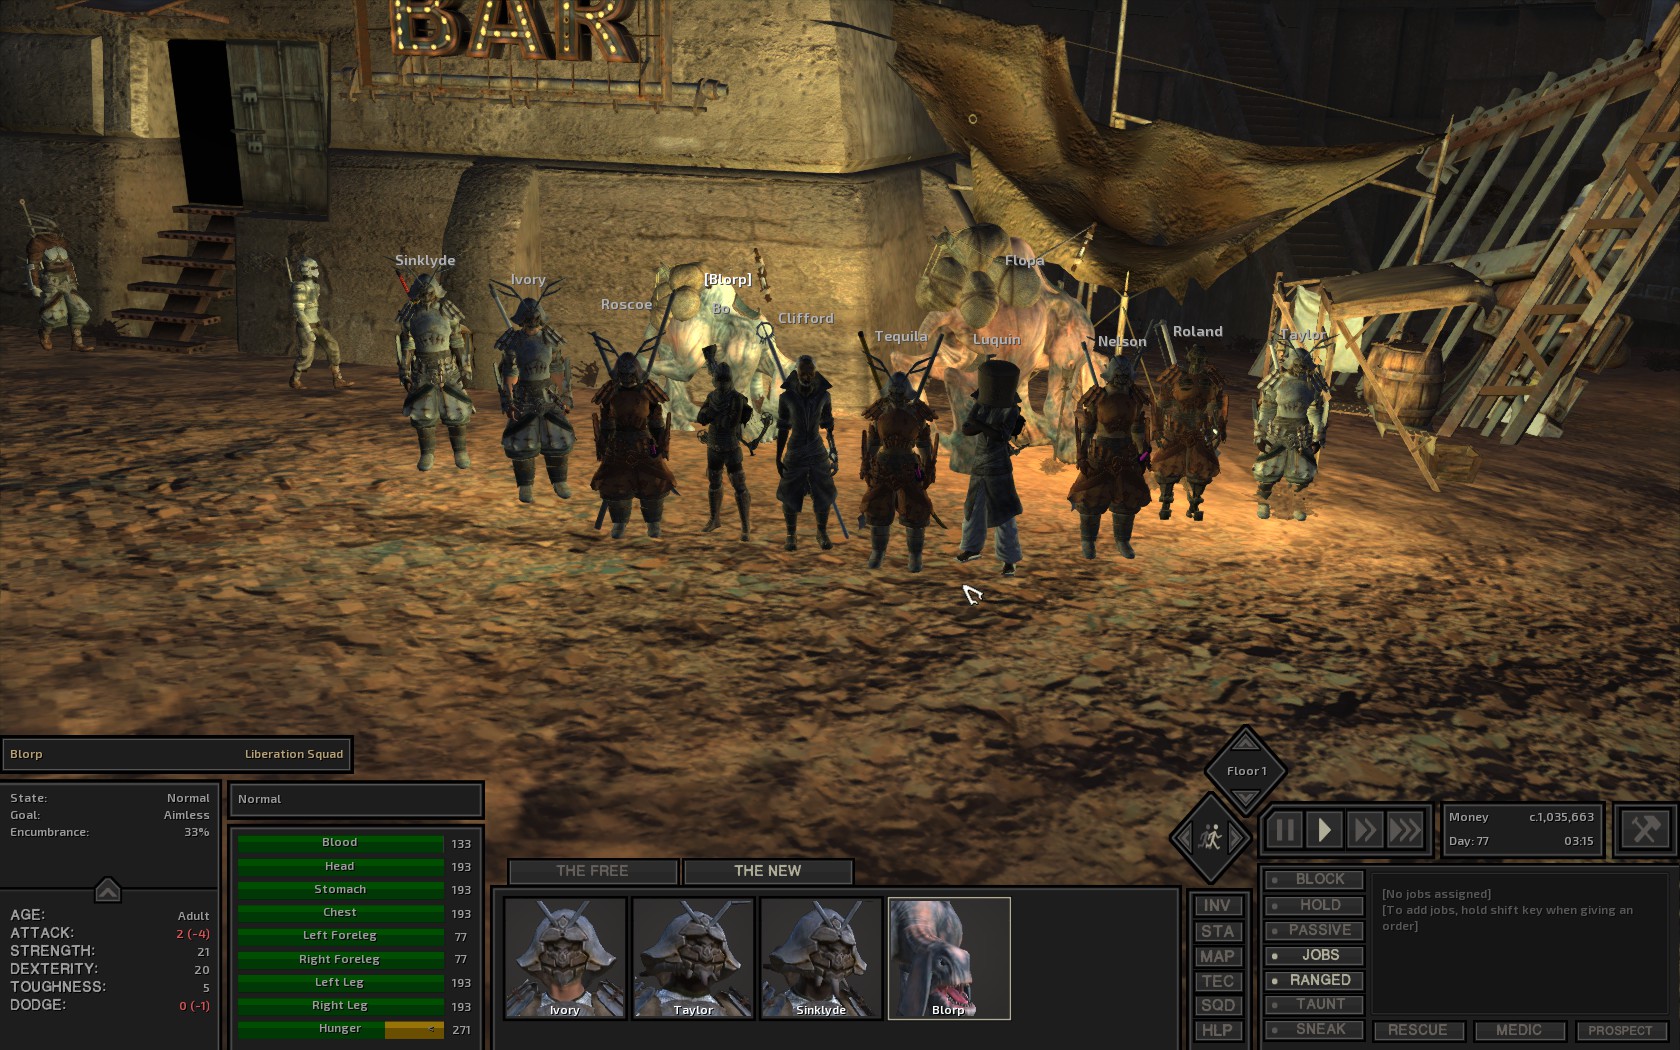 BAR
Sinklyde
Flopa
Ivory
[Blorp]
Roscoe
Bo
Clifford
Tequila
Luquin
Nelson
Roland
Taylor
Blorp Liberation Squad
State: Normal
Goal: Aimless
Encumbrance: 33%
AGE: Adult
ATTACK: 2 (-4)
STRENGTH: 21
DEXTERITY: 20
TOUGHNESS: 5
DODGE: 0 (-1)
Normal
Blood 133
Head 193
Stomach 193
Chest 193
Left Foreleg 77
Right Foreleg 77
Left Leg 193
Right Leg 193
Hunger < 271
THE FREE THE NEW
Ivory Taylor Sinklyde Blorp
Floor 1
Money c.1,035,663
Day: 77 03:15
INV
STA
MAP
TEC
SQD
HLP
BLOCK
HOLD
PASSIVE
JOBS
RANGED
TAUNT
SNEAK
[No jobs assigned]
[To add jobs, hold shift key when giving an
order]
RESCUE MEDIC PROSPECT